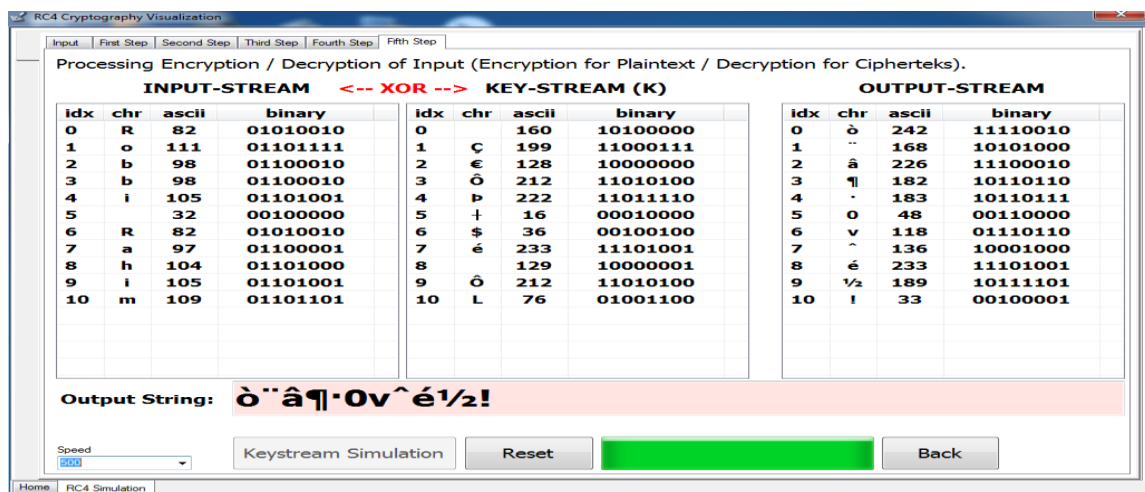 RC4 Cryptography Visualization
Input First Step Second Step Third Step Fourth Step Fifth Step
Processing Encryption / Decryption of Input (Encryption for Plaintext / Decryption for Cipherteks).
INPUT-STREAM <-- XOR --> KEY-STREAM (K) OUTPUT-STREAM
idx chr ascii binary idx chr ascii binary idx chr ascii binary
0 R 82 01010010 0 160 10100000 0 ò 242 11110010
1 o 111 01101111 1 Ç 199 11000111 1 ¨ 168 10101000
2 b 98 01100010 2 € 128 10000000 2 â 226 11100010
3 b 98 01100010 3 Ô 212 11010100 3 ¶ 182 10110110
4 i 105 01101001 4 Þ 222 11011110 4 · 183 10110111
5 32 00100000 5 ┼ 16 00010000 5 0 48 00110000
6 R 82 01010010 6 $ 36 00100100 6 v 118 01110110
7 a 97 01100001 7 é 233 11101001 7 ˆ 136 10001000
8 h 104 01101000 8 129 10000001 8 é 233 11101001
9 i 105 01101001 9 Ô 212 11010100 9 ½ 189 10111101
10 m 109 01101101 10 L 76 01001100 10 ! 33 00100001
Output String: ò¨â¶·0vˆé½!
Speed
500
Keystream Simulation Reset Back
Home RC4 Simulation